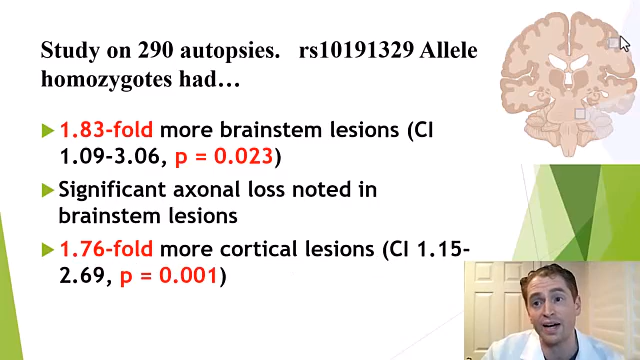 Study on 290 autopsies. rs10191329 Allele
homozygotes had…
1.83-fold more brainstem lesions (CI
1.09-3.06, p = 0.023)
Significant axonal loss noted in
brainstem lesions
1.76-fold more cortical lesions (CI 1.15-
2.69, p = 0.001)